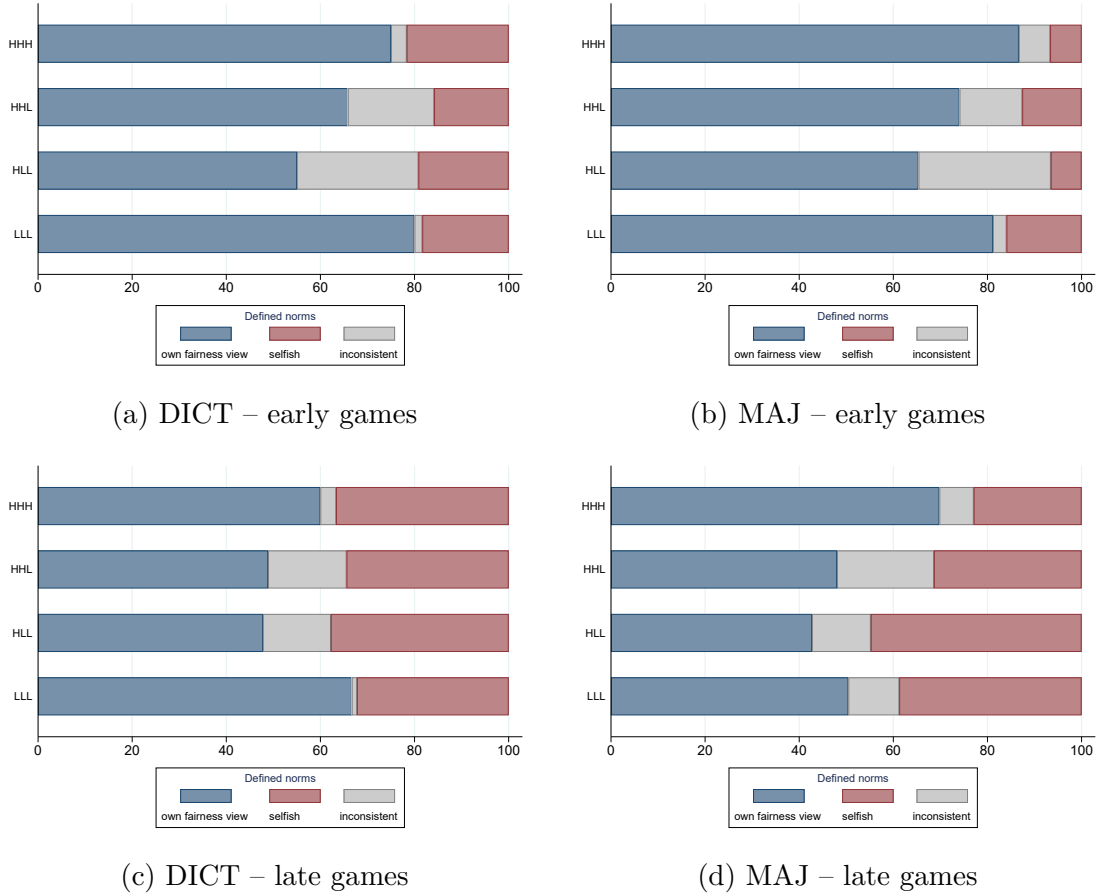 HHH
HHL
HLL
LLL
0 20 40 60 80 100
Defined norms
own fairness view selfish inconsistent
(a) DICT – early games
HHH
HHL
HLL
LLL
0 20 40 60 80 100
Defined norms
own fairness view selfish inconsistent
(b) MAJ – early games
HHH
HHL
HLL
LLL
0 20 40 60 80 100
Defined norms
own fairness view selfish inconsistent
(c) DICT – late games
HHH
HHL
HLL
LLL
0 20 40 60 80 100
Defined norms
own fairness view selfish inconsistent
(d) MAJ – late games